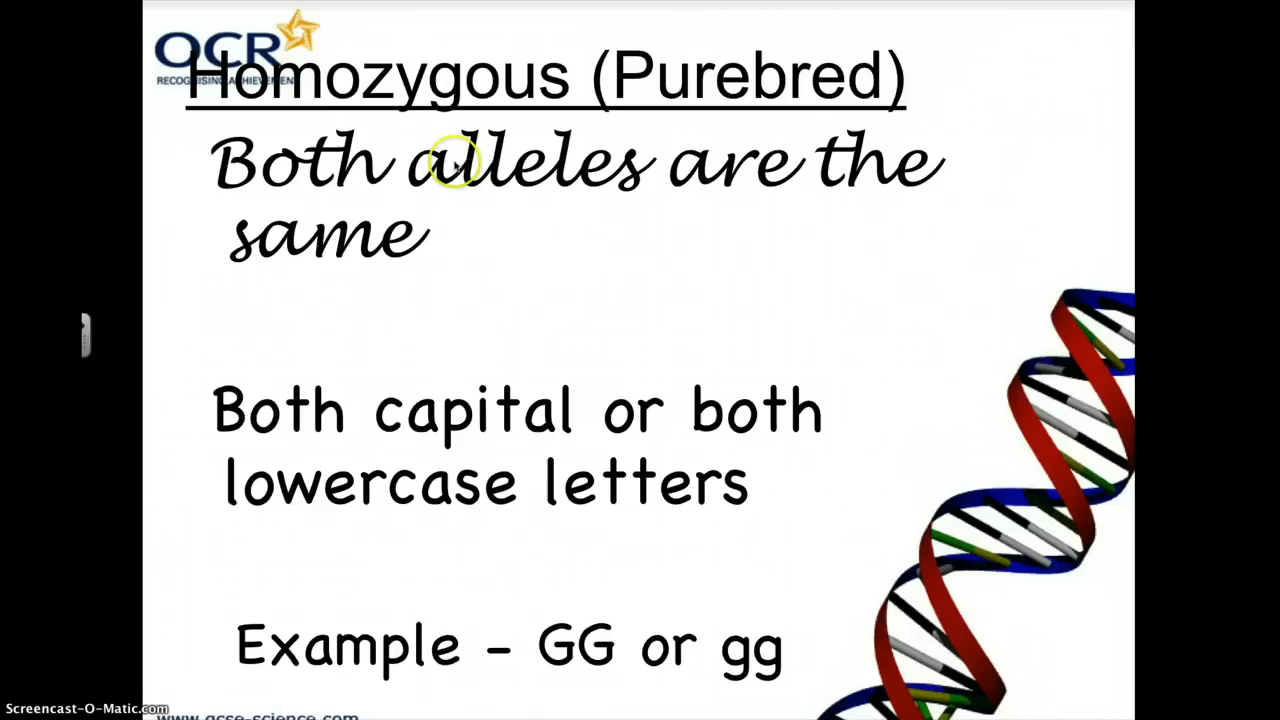 OCR
RECOGNISING ACHIEVEMENT
Homozygous (Purebred)
Both alleles are the
same
Both capital or both
lowercase letters
Example - GG or gg
Screencast-O-Matic.com
www.gcse-science.com